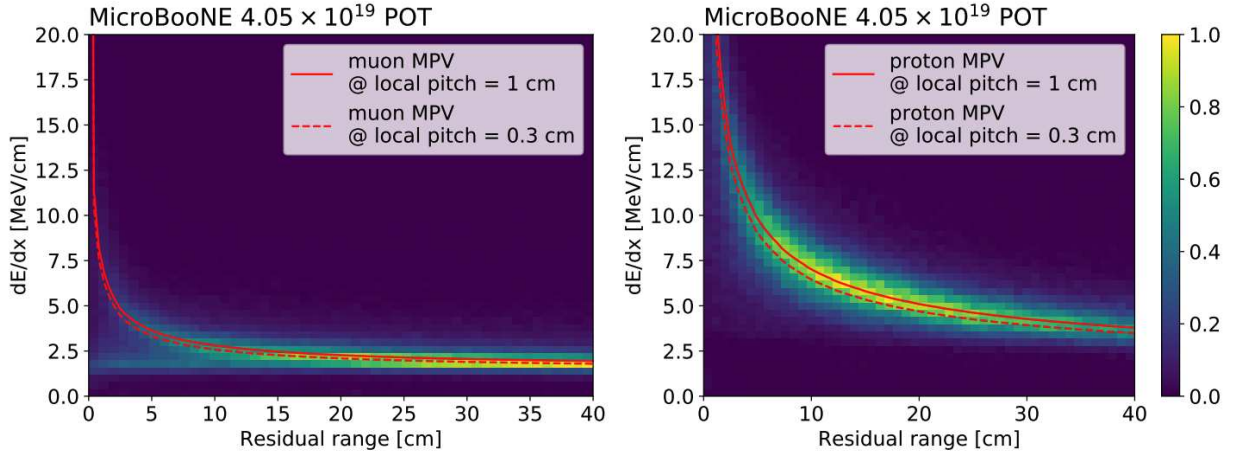 MicroBooNE 4.05 × 10¹⁹ POT
20.0
17.5
15.0
12.5
10.0
7.5
5.0
2.5
0.0
dE/dx [MeV/cm]
muon MPV
@ local pitch = 1 cm
muon MPV
@ local pitch = 0.3 cm
0 5 10 15 20 25 30 35 40
Residual range [cm]
MicroBooNE 4.05 × 10¹⁹ POT
20.0
17.5
15.0
12.5
10.0
7.5
5.0
2.5
0.0
dE/dx [MeV/cm]
proton MPV
@ local pitch = 1 cm
proton MPV
@ local pitch = 0.3 cm
0 10 20 30 40
Residual range [cm]
1.0
0.8
0.6
0.4
0.2
0.0